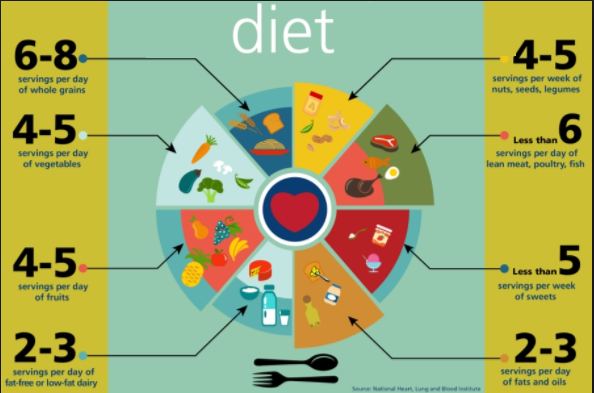 diet
6-8
servings per day
of whole grains
4-5
servings per day
of vegetables
4-5
servings per day
of fruits
2-3
servings per day of
fat-free or low-fat dairy
4-5
servings per week of
nuts, seeds, legumes
Less than 6
servings per day of
lean meat, poultry, fish
Less than 5
servings per week
of sweets
2-3
servings per day
of fats and oils
A
Source: National Heart, Lung and Blood Institute